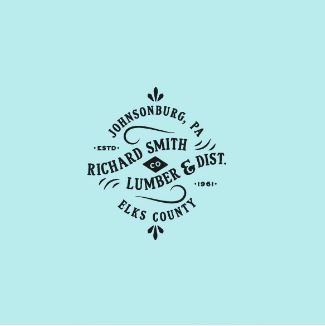 JOHNSONBURG, PA
·ESTD·
RICHARD SMITH
CO
LUMBER & DIST.
·1961·
ELKS COUNTY